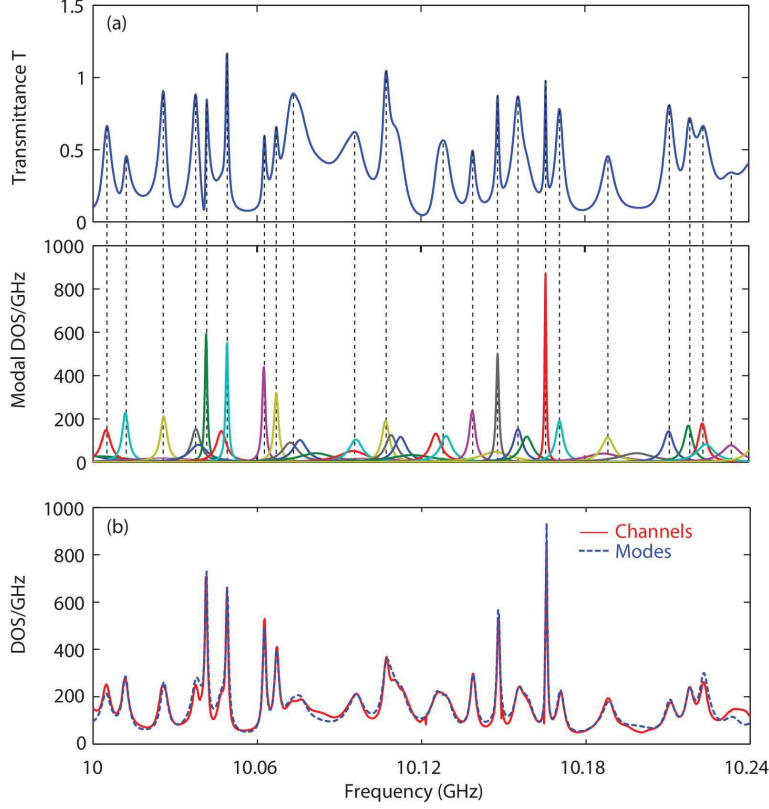 (a)
Transmittance T
1.5
1
0.5
0
Modal DOS/GHz
1000
800
600
400
200
0
(b)
DOS/GHz
1000
800
600
400
200
0
Channels
Modes
10 10.06 10.12 10.18 10.24
Frequency (GHz)